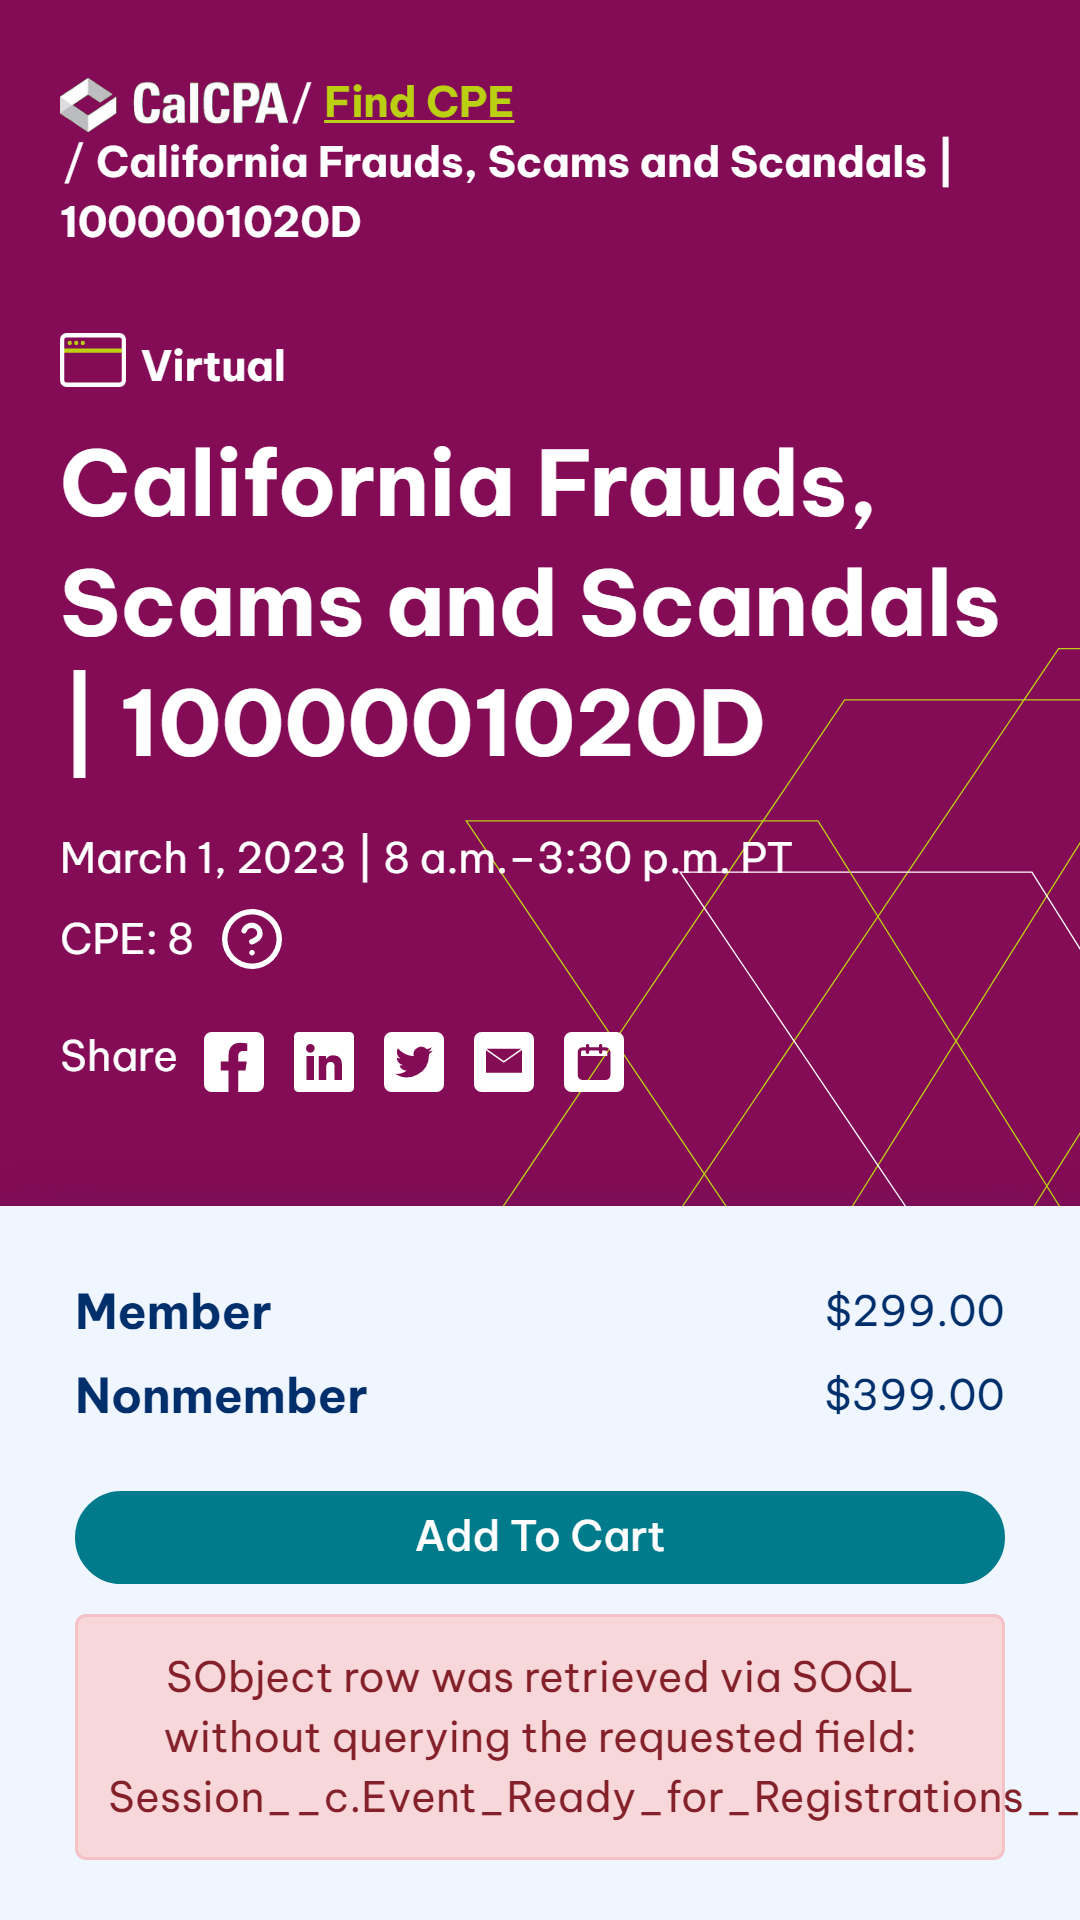 CalCPA / Find CPE
/ California Frauds, Scams and Scandals |
1000001020D
Virtual
California Frauds,
Scams and Scandals
| 1000001020D
March 1, 2023 | 8 a.m.–3:30 p.m. PT
CPE: 8 ?
Share
Member $299.00
Nonmember $399.00
Add To Cart
SObject row was retrieved via SOQL
without querying the requested field:
Session__c.Event_Ready_for_Registrations__